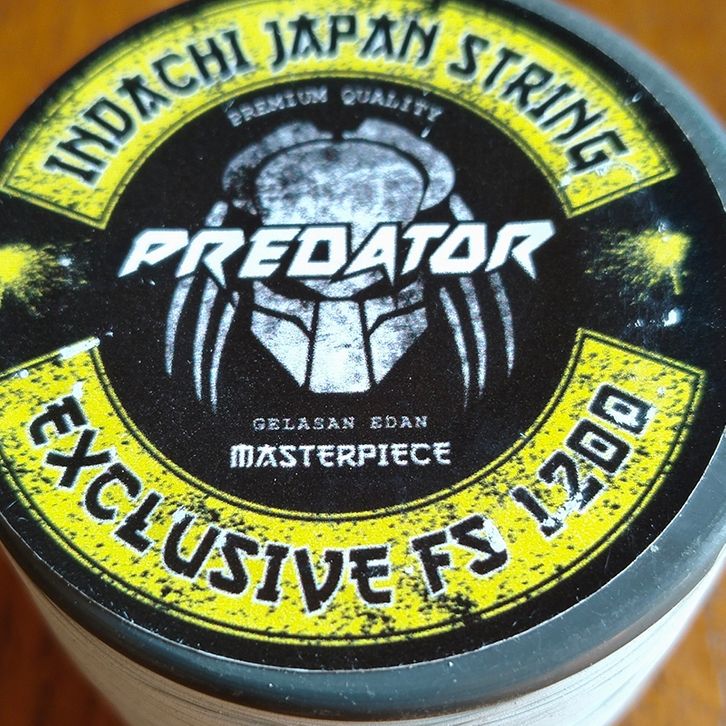 INDACHI JAPAN STRING
PREMIUM QUALITY
PREDATOR
GELASAN EDAN
MASTERPIECE
EXCLUSIVE FS 1200